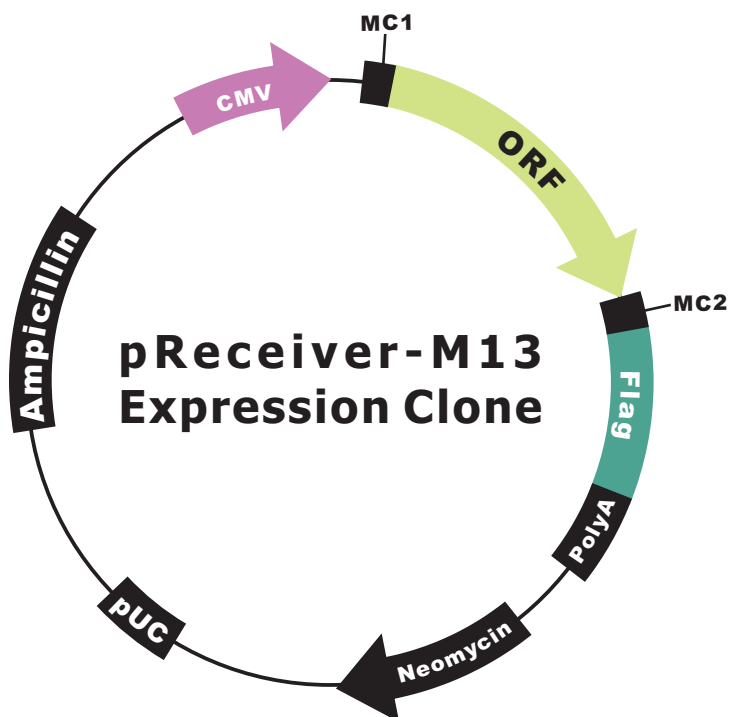 MC1
CMV
ORF
MC2
Ampicillin
pReceiver-M13
Expression Clone
Flag
PolyA
pUC
Neomycin